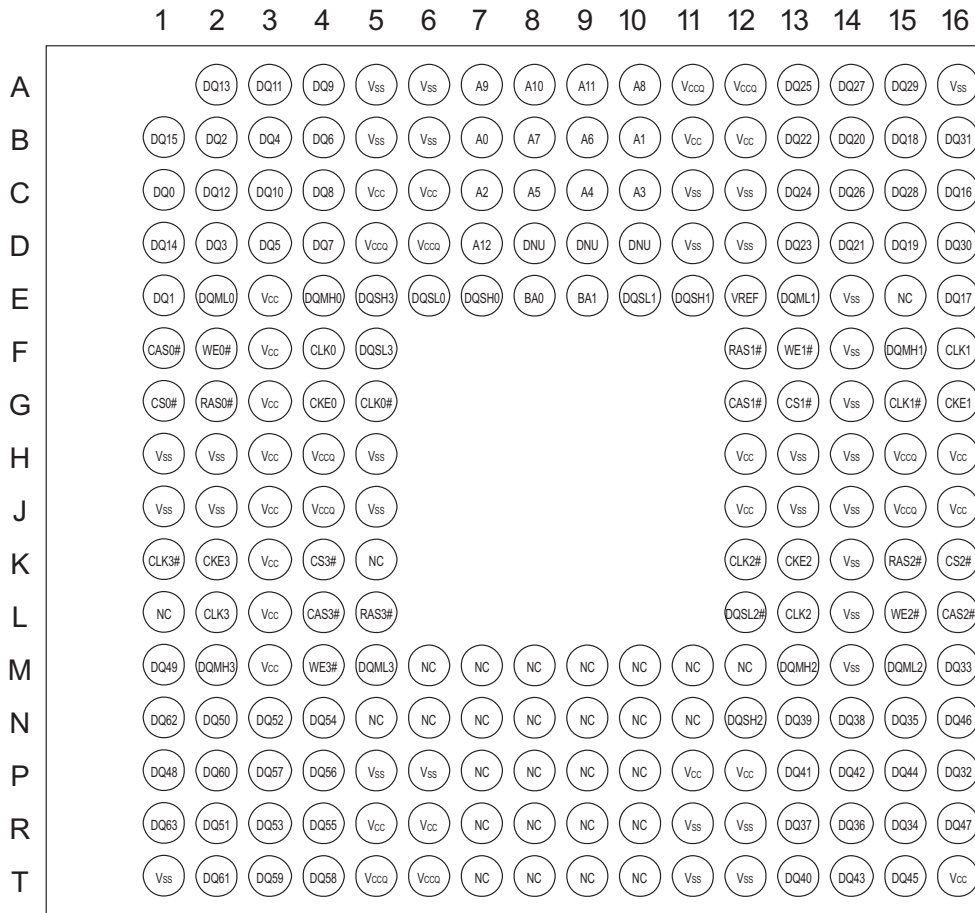 1 2 3 4 5 6 7 8 9 10 11 12 13 14 15 16
A DQ13 DQ11 DQ9 Vss Vss A9 A10 A11 A8 VCCQ VCCQ DQ25 DQ27 DQ29 Vss
B DQ15 DQ2 DQ4 DQ6 Vss Vss A0 A7 A6 A1 Vcc Vcc DQ22 DQ20 DQ18 DQ31
C DQ0 DQ12 DQ10 DQ8 Vcc Vcc A2 A5 A4 A3 Vss Vss DQ24 DQ26 DQ28 DQ16
D DQ14 DQ3 DQ5 DQ7 VCCQ VCCQ A12 DNU DNU DNU Vss Vss DQ23 DQ21 DQ19 DQ30
E DQ1 DQML0 Vcc DQMH0 DQSH3 DQSL0 DQSH0 BA0 BA1 DQSL1 DQSH1 VREF DQML1 Vss NC DQ17
F CAS0# WE0# Vcc CLK0 DQSL3 RAS1# WE1# Vss DQMH1 CLK1
G CS0# RAS0# Vcc CKE0 CLK0# CAS1# CS1# Vss CLK1# CKE1
H Vss Vss Vcc VCCQ Vss Vcc Vss Vss VCCQ Vcc
J Vss Vss Vcc VCCQ Vss Vcc Vss Vss VCCQ Vcc
K CLK3# CKE3 Vcc CS3# NC CLK2# CKE2 Vss RAS2# CS2#
L NC CLK3 Vcc CAS3# RAS3# DQSL2# CLK2 Vss WE2# CAS2#
M DQ49 DQMH3 Vcc WE3# DQML3 NC NC NC NC NC NC NC DQMH2 Vss DQML2 DQ33
N DQ62 DQ50 DQ52 DQ54 NC NC NC NC NC NC NC DQSH2 DQ39 DQ38 DQ35 DQ46
P DQ48 DQ60 DQ57 DQ56 Vss Vss NC NC NC NC Vcc Vcc DQ41 DQ42 DQ44 DQ32
R DQ63 DQ51 DQ53 DQ55 Vcc Vcc NC NC NC NC Vss Vss DQ37 DQ36 DQ34 DQ47
T Vss DQ61 DQ59 DQ58 VCCQ VCCQ NC NC NC NC Vss Vss DQ40 DQ43 DQ45 Vcc